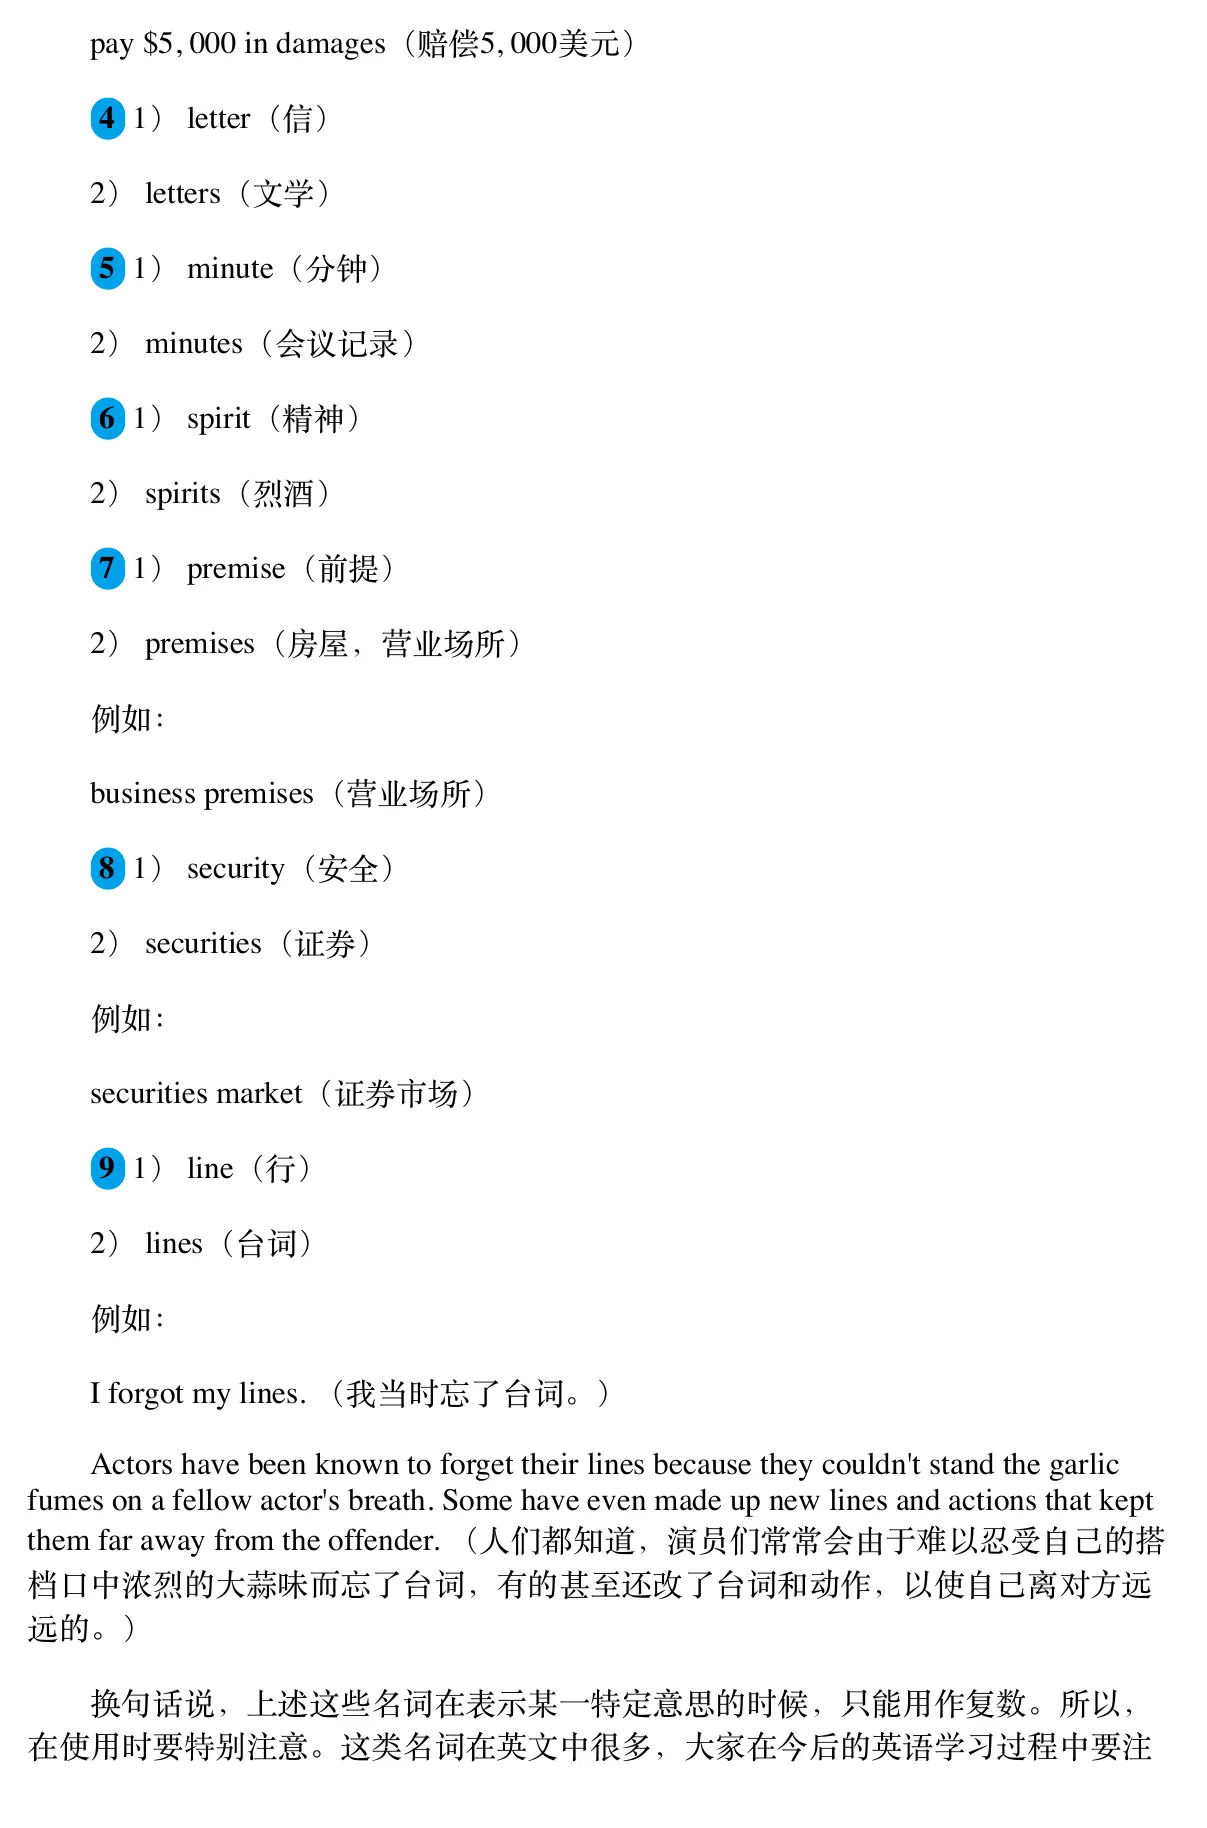 pay $5, 000 in damages（赔偿5, 000美元）
4 1） letter（信）
2） letters（文学）
5 1） minute（分钟）
2） minutes（会议记录）
6 1） spirit（精神）
2） spirits（烈酒）
7 1） premise（前提）
2） premises（房屋，营业场所）
例如：
business premises（营业场所）
8 1） security（安全）
2） securities（证券）
例如：
securities market（证券市场）
9 1） line（行）
2） lines（台词）
例如：
I forgot my lines. （我当时忘了台词。）
Actors have been known to forget their lines because they couldn't stand the garlic
fumes on a fellow actor's breath. Some have even made up new lines and actions that kept
them far away from the offender. （人们都知道，演员们常常会由于难以忍受自己的搭
档口中浓烈的大蒜味而忘了台词，有的甚至还改了台词和动作，以使自己离对方远
远的。）
换句话说，上述这些名词在表示某一特定意思的时候，只能用作复数。所以，
在使用时要特别注意。这类名词在英文中很多，大家在今后的英语学习过程中要注